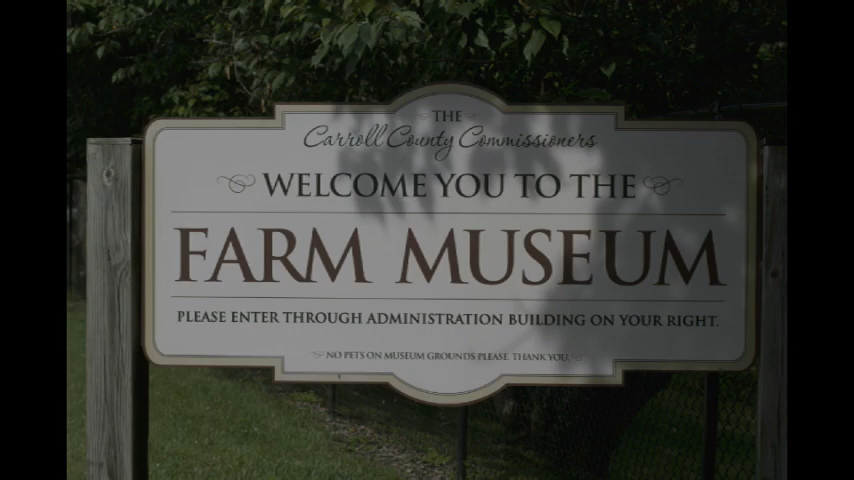 THE
Carroll County Commissioners
WELCOME YOU TO THE
FARM MUSEUM
PLEASE ENTER THROUGH ADMINISTRATION BUILDING ON YOUR RIGHT.
NO PETS ON MUSEUM GROUNDS PLEASE. THANK YOU.